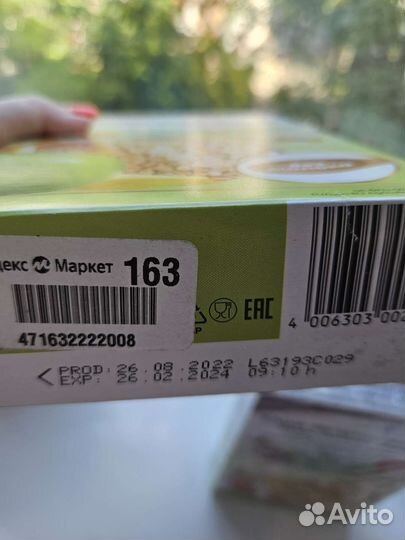 декс Маркет 163
471632222008
EAC
4 006303 002
PROD: 26.08.2022 L63193C029
EXP: 26.02.2024 09:10 h
Avito